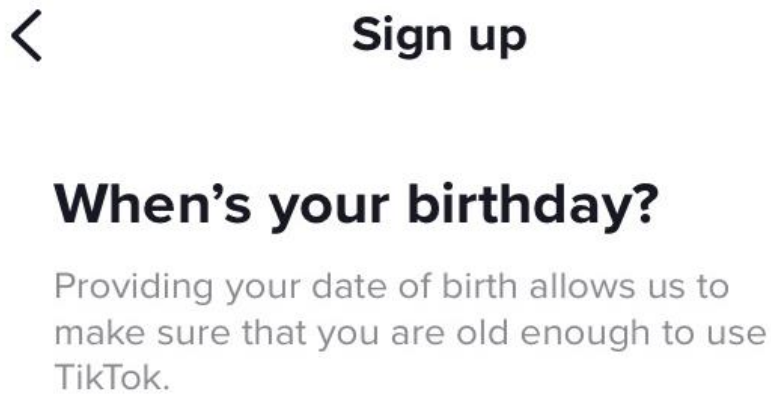 Sign up
When’s your birthday?
Providing your date of birth allows us to
make sure that you are old enough to use
TikTok.